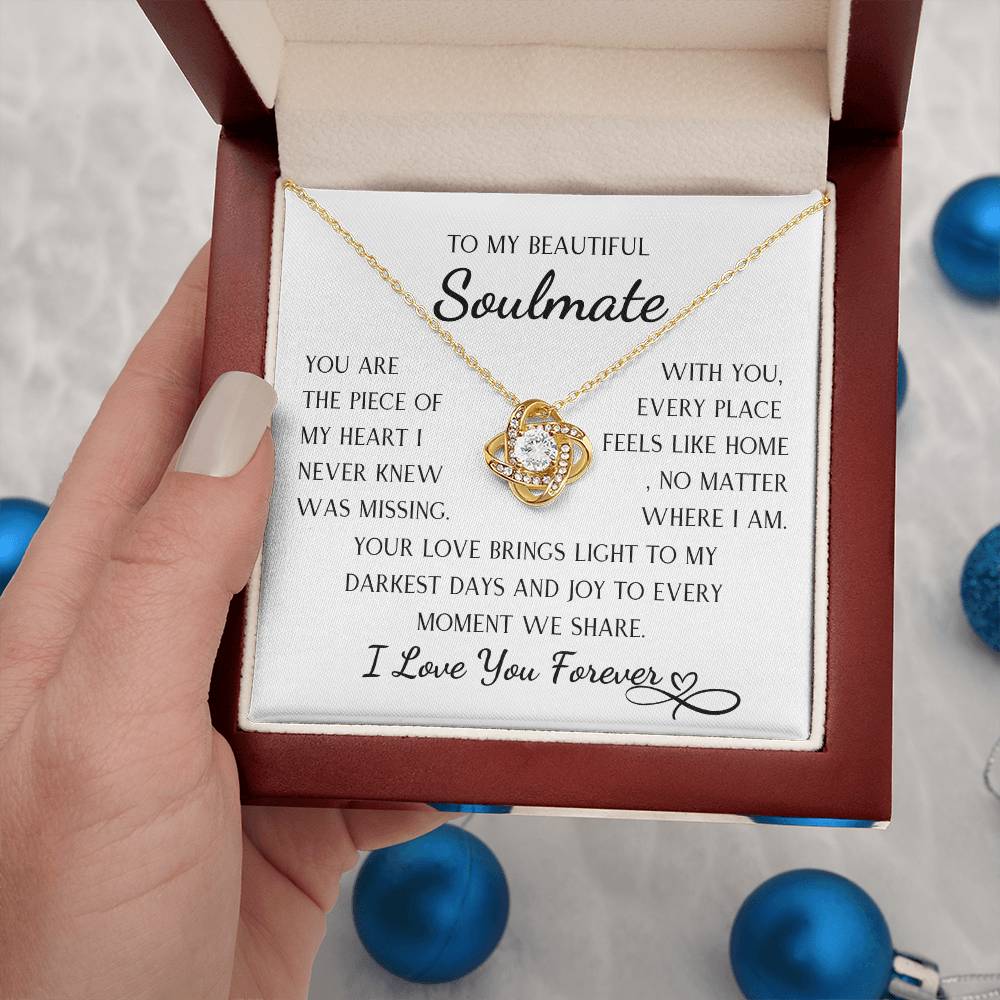 TO MY BEAUTIFUL
Soulmate
YOU ARE
THE PIECE OF
MY HEART I
NEVER KNEW
WAS MISSING.
WITH YOU,
EVERY PLACE
FEELS LIKE HOME
, NO MATTER
WHERE I AM.
YOUR LOVE BRINGS LIGHT TO MY
DARKEST DAYS AND JOY TO EVERY
MOMENT WE SHARE.
I Love You Forever